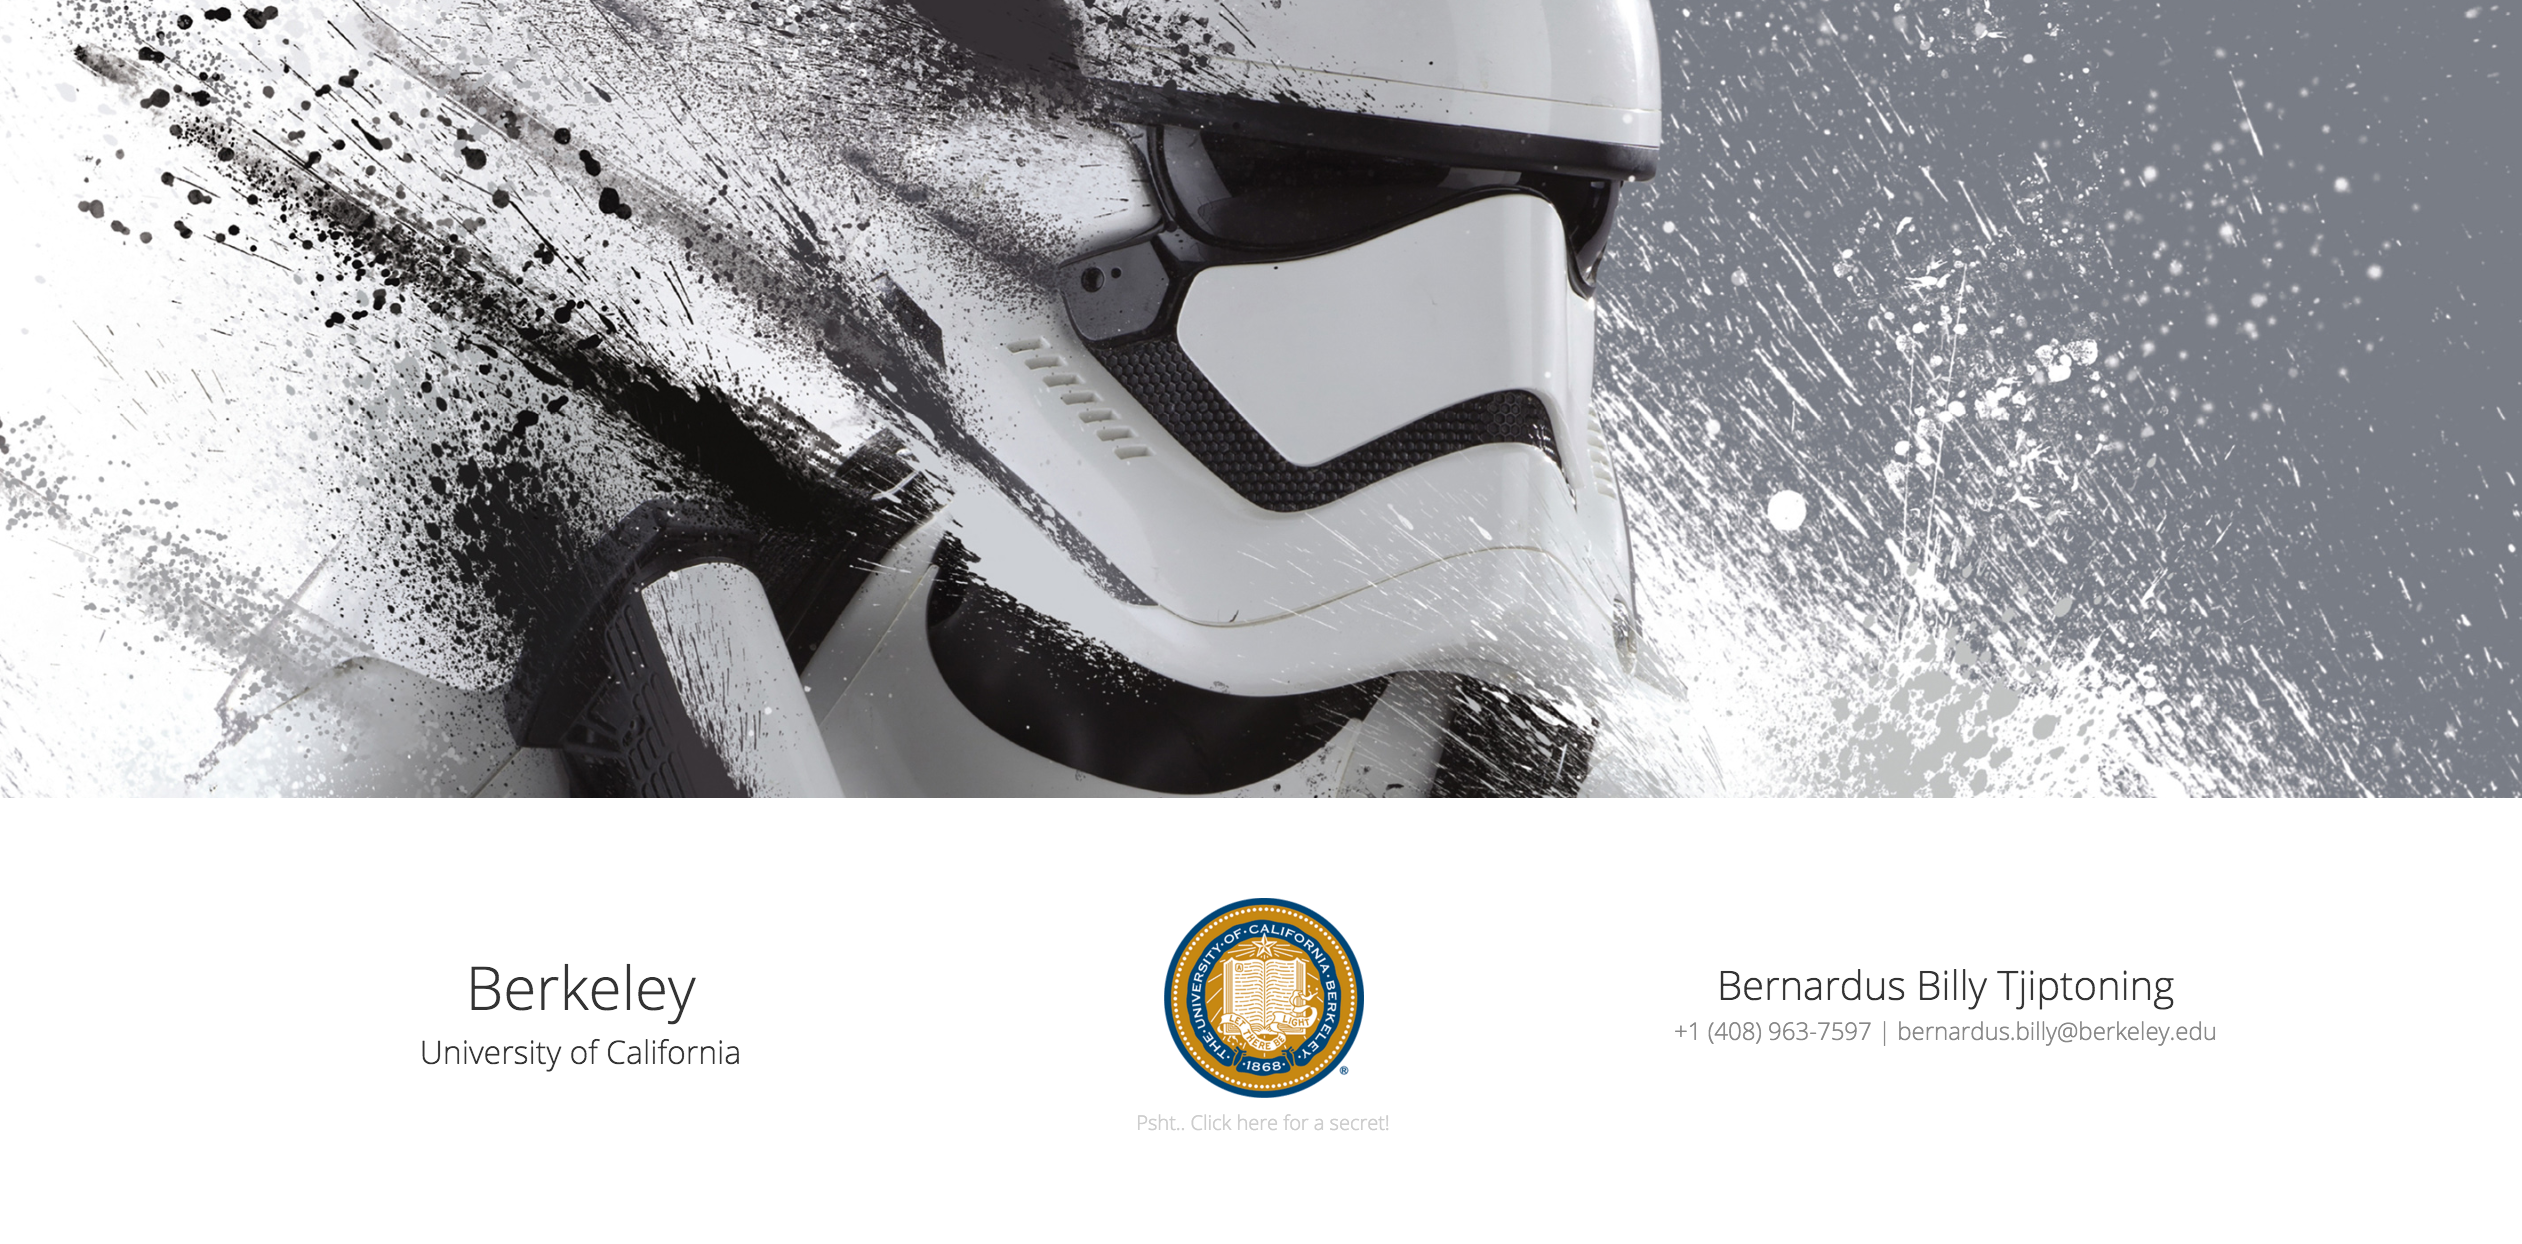 Berkeley
University of California
THE·UNIVERSITY·OF·CALIFORNIA·BERKELEY
A
LET THERE BE LIGHT
·1868·
®
Psht.. Click here for a secret!
Bernardus Billy Tjiptoning
+1 (408) 963-7597 | bernardus.billy@berkeley.edu